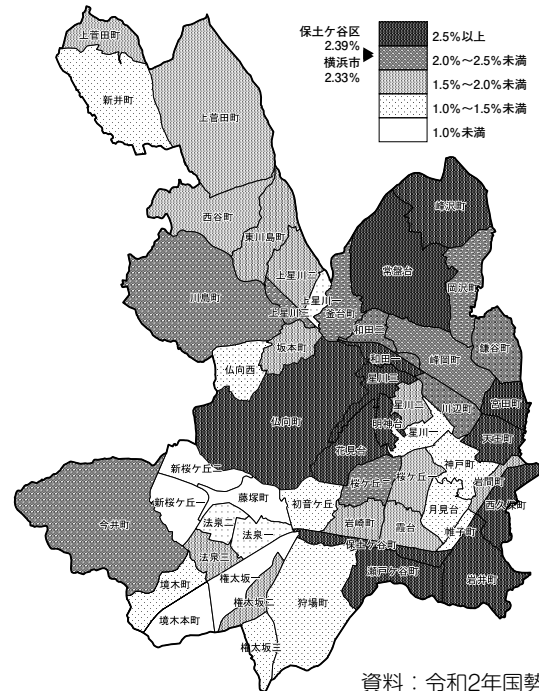 保土ケ谷区
2.39%
横浜市
2.33%
2.5%以上
2.0%～2.5%未満
1.5%～2.0%未満
1.0%～1.5%未満
1.0%未満
上菅田町
新井町
上菅田町
峰沢町
西谷町
東川島町
常盤台
上星川二
岡沢町
川島町
上星川一
上星川三
釜台町
和田二
鎌谷町
坂本町
和田一
峰岡町
仏向西
星川三
宮田町
星川二
川辺町
仏向町
明神台
星川一
天王町
花見台
神戸町
新桜ケ丘二
桜ケ丘二
桜ケ丘一
岩間町
今井町
新桜ケ丘一
藤塚町
初音ケ丘
月見台
西久保町
法泉二
岩崎町
霞台
帷子町
法泉一
保土ケ谷町
法泉三
瀬戸ケ谷町
岩井町
境木町
権太坂一
権太坂二
狩場町
境木本町
権太坂三
資料：令和2年国勢